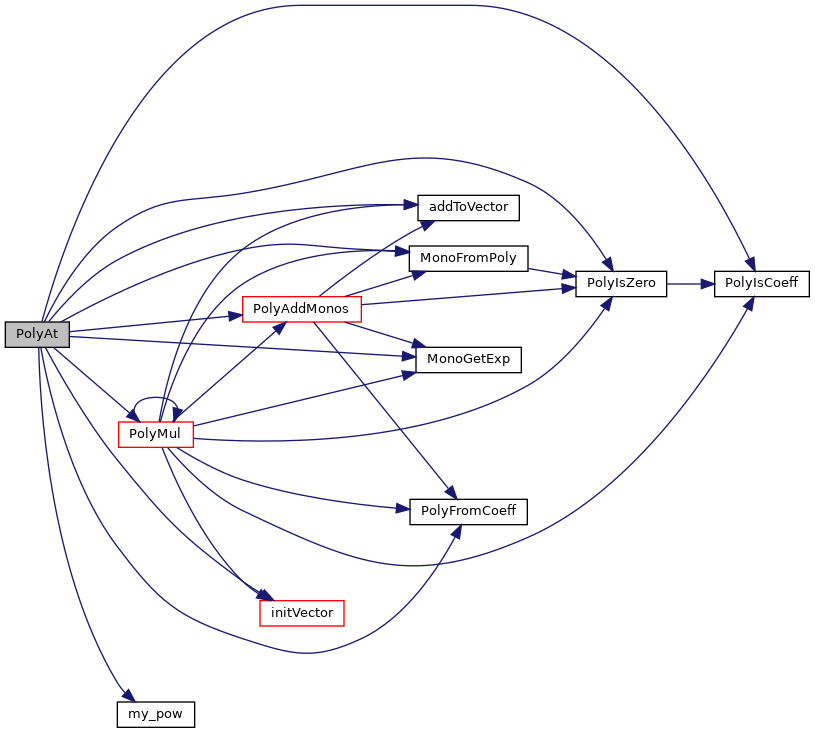 PolyAt
addToVector
MonoFromPoly
PolyIsZero
PolyIsCoeff
PolyAddMonos
MonoGetExp
PolyMul
PolyFromCoeff
initVector
my_pow